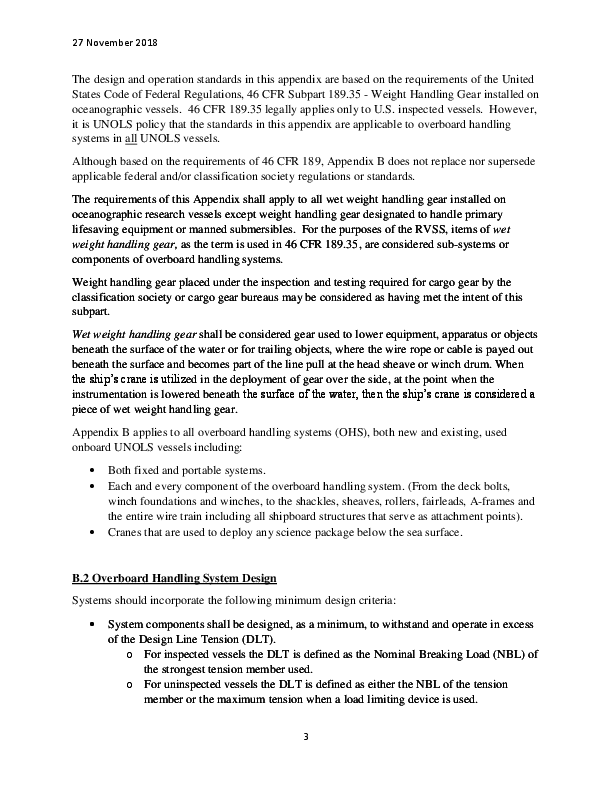 27 November 2018
The design and operation standards in this appendix are based on the requirements of the United
States Code of Federal Regulations, 46 CFR Subpart 189.35 - Weight Handling Gear installed on
oceanographic vessels.  46 CFR 189.35 legally applies only to U.S. inspected vessels.  However,
it is UNOLS policy that the standards in this appendix are applicable to overboard handling
systems in all UNOLS vessels.
Although based on the requirements of 46 CFR 189, Appendix B does not replace nor supersede
applicable federal and/or classification society regulations or standards.
The requirements of this Appendix shall apply to all wet weight handling gear installed on
oceanographic research vessels except weight handling gear designated to handle primary
lifesaving equipment or manned submersibles.  For the purposes of the RVSS, items of wet
weight handling gear, as the term is used in 46 CFR 189.35, are considered sub-systems or
components of overboard handling systems.
Weight handling gear placed under the inspection and testing required for cargo gear by the
classification society or cargo gear bureaus may be considered as having met the intent of this
subpart.
Wet weight handling gear shall be considered gear used to lower equipment, apparatus or objects
beneath the surface of the water or for trailing objects, where the wire rope or cable is payed out
beneath the surface and becomes part of the line pull at the head sheave or winch drum. When
the ship's crane is utilized in the deployment of gear over the side, at the point when the
instrumentation is lowered beneath the surface of the water, then the ship's crane is considered a
piece of wet weight handling gear.
Appendix B applies to all overboard handling systems (OHS), both new and existing, used
onboard UNOLS vessels including:
• Both fixed and portable systems.
• Each and every component of the overboard handling system. (From the deck bolts,
winch foundations and winches, to the shackles, sheaves, rollers, fairleads, A-frames and
the entire wire train including all shipboard structures that serve as attachment points).
• Cranes that are used to deploy any science package below the sea surface.
B.2 Overboard Handling System Design
Systems should incorporate the following minimum design criteria:
• System components shall be designed, as a minimum, to withstand and operate in excess
of the Design Line Tension (DLT).
o For inspected vessels the DLT is defined as the Nominal Breaking Load (NBL) of
the strongest tension member used.
o For uninspected vessels the DLT is defined as either the NBL of the tension
member or the maximum tension when a load limiting device is used.
3